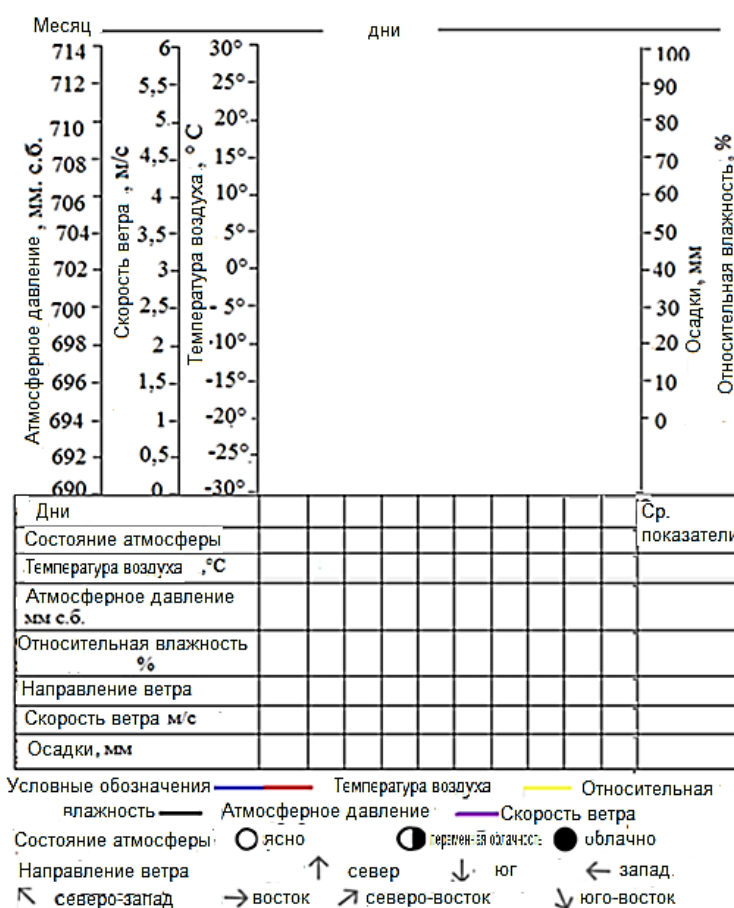 Месяц дни
714 6 30° 100
712 5,5 25° 90
710 5 20° 80
708 4,5 15° 70
706 4 10° 60
704 3,5 5° 50
702 3 0° 40
700 2,5 - 5° 30
698 2 -10° 20
696 1,5 -15° 10
694 1 -20° 0
692 0,5 -25°
690 0 -30°
Атмосферное давление, мм. с.б.
Скорость ветра, м/с
Температура воздуха, °C
Осадки, мм
Относительная влажность, %
Дни Ср.
Состояние атмосферы показатели
Температура воздуха ,°C
Атмосферное давление
мм с.б.
Относительная влажность
%
Направление ветра
Скорость ветра м/с
Осадки, мм
Условные обозначения Температура воздуха Относительная
влажность Атмосферное давление Скорость ветра
Состояние атмосферы ясно переменная облачность облачно
Направление ветра ↑ север ↓ юг ← запад.
↖ северо-запад → восток ↗ северо-восток ↘ юго-восток